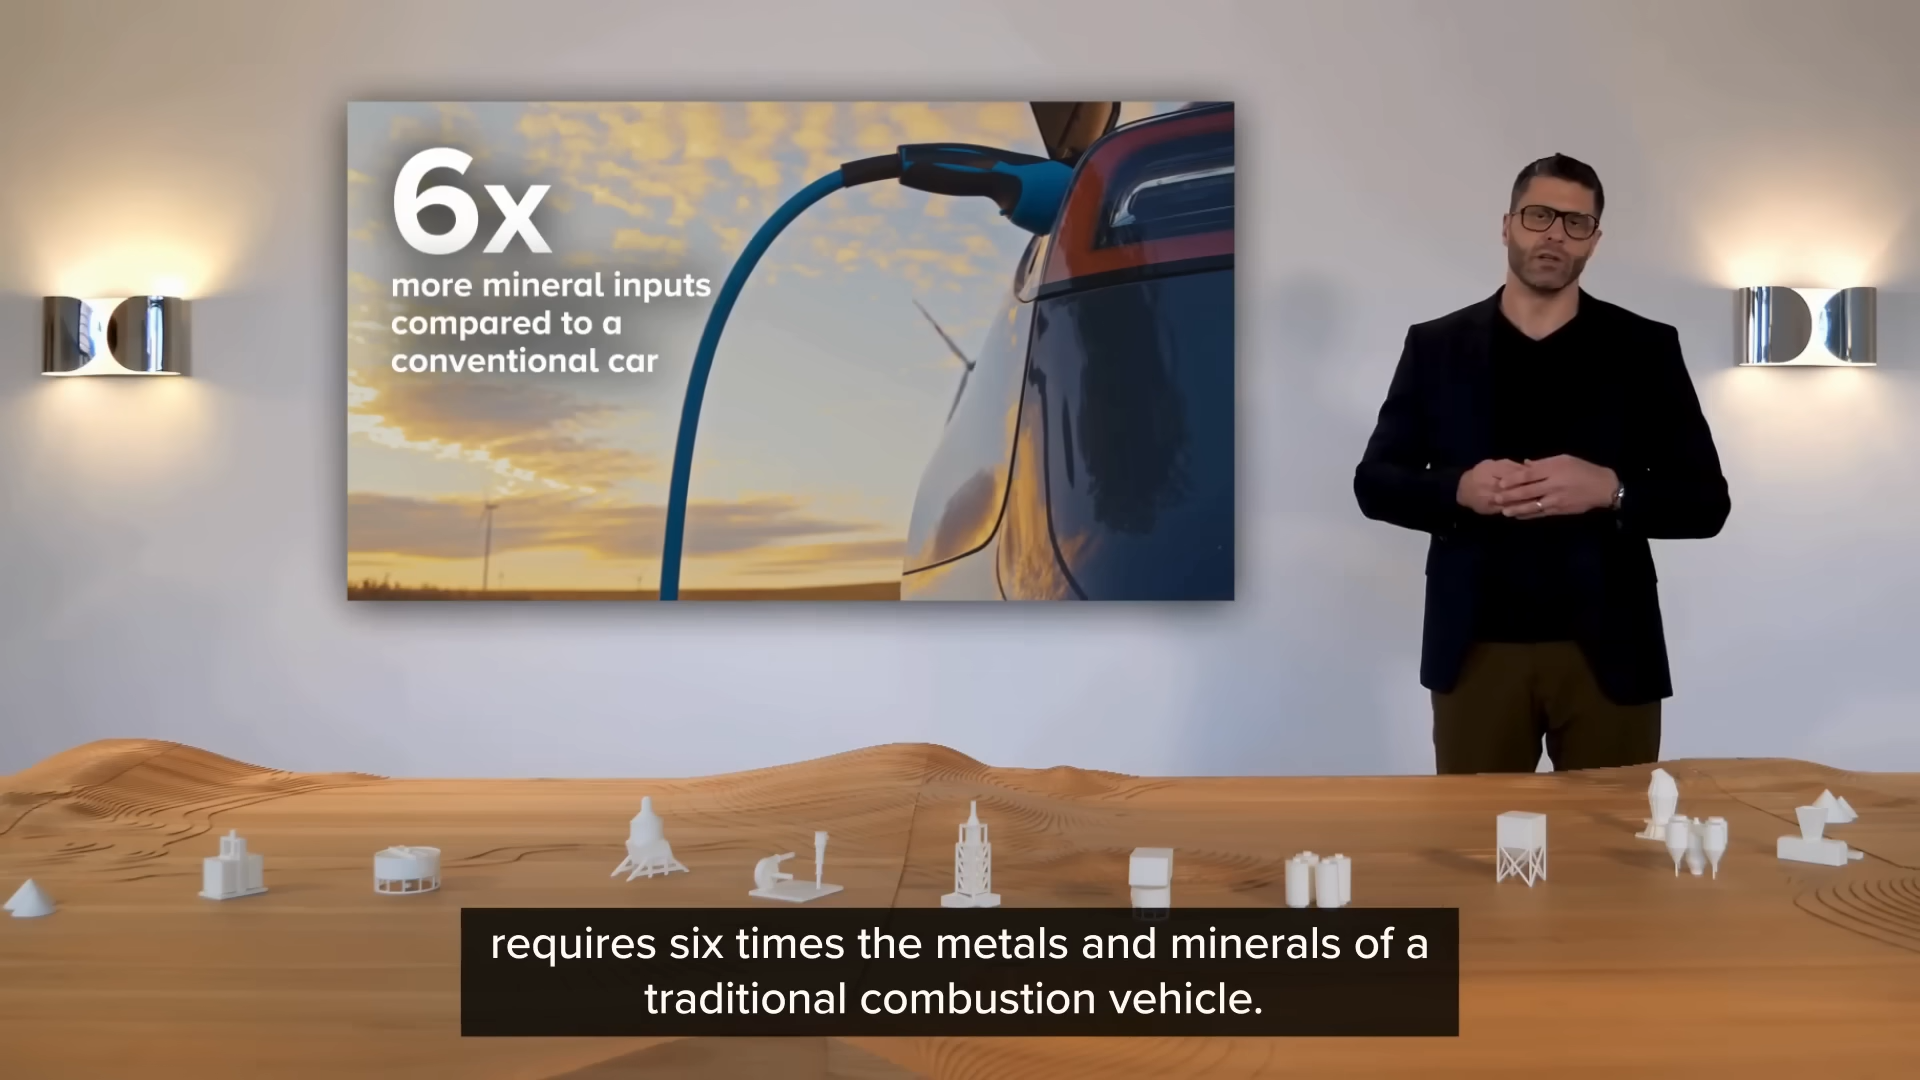 6x
more mineral inputs
compared to a
conventional car
requires six times the metals and minerals of a
traditional combustion vehicle.